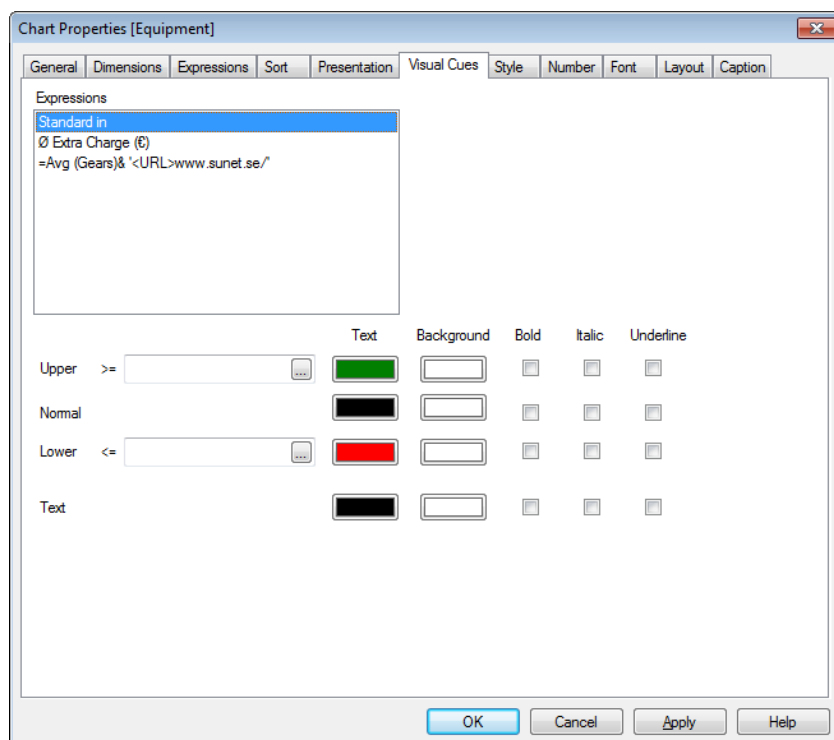 Chart Properties [Equipment]
General Dimensions Expressions Sort Presentation Visual Cues Style Number Font Layout Caption
Expressions
Standard in
Ø Extra Charge (€)
=Avg (Gears)& '<URL>www.sunet.se/'
Text Background Bold Italic Underline
Upper >= ...
Normal
Lower <= ...
Text
OK Cancel Apply Help